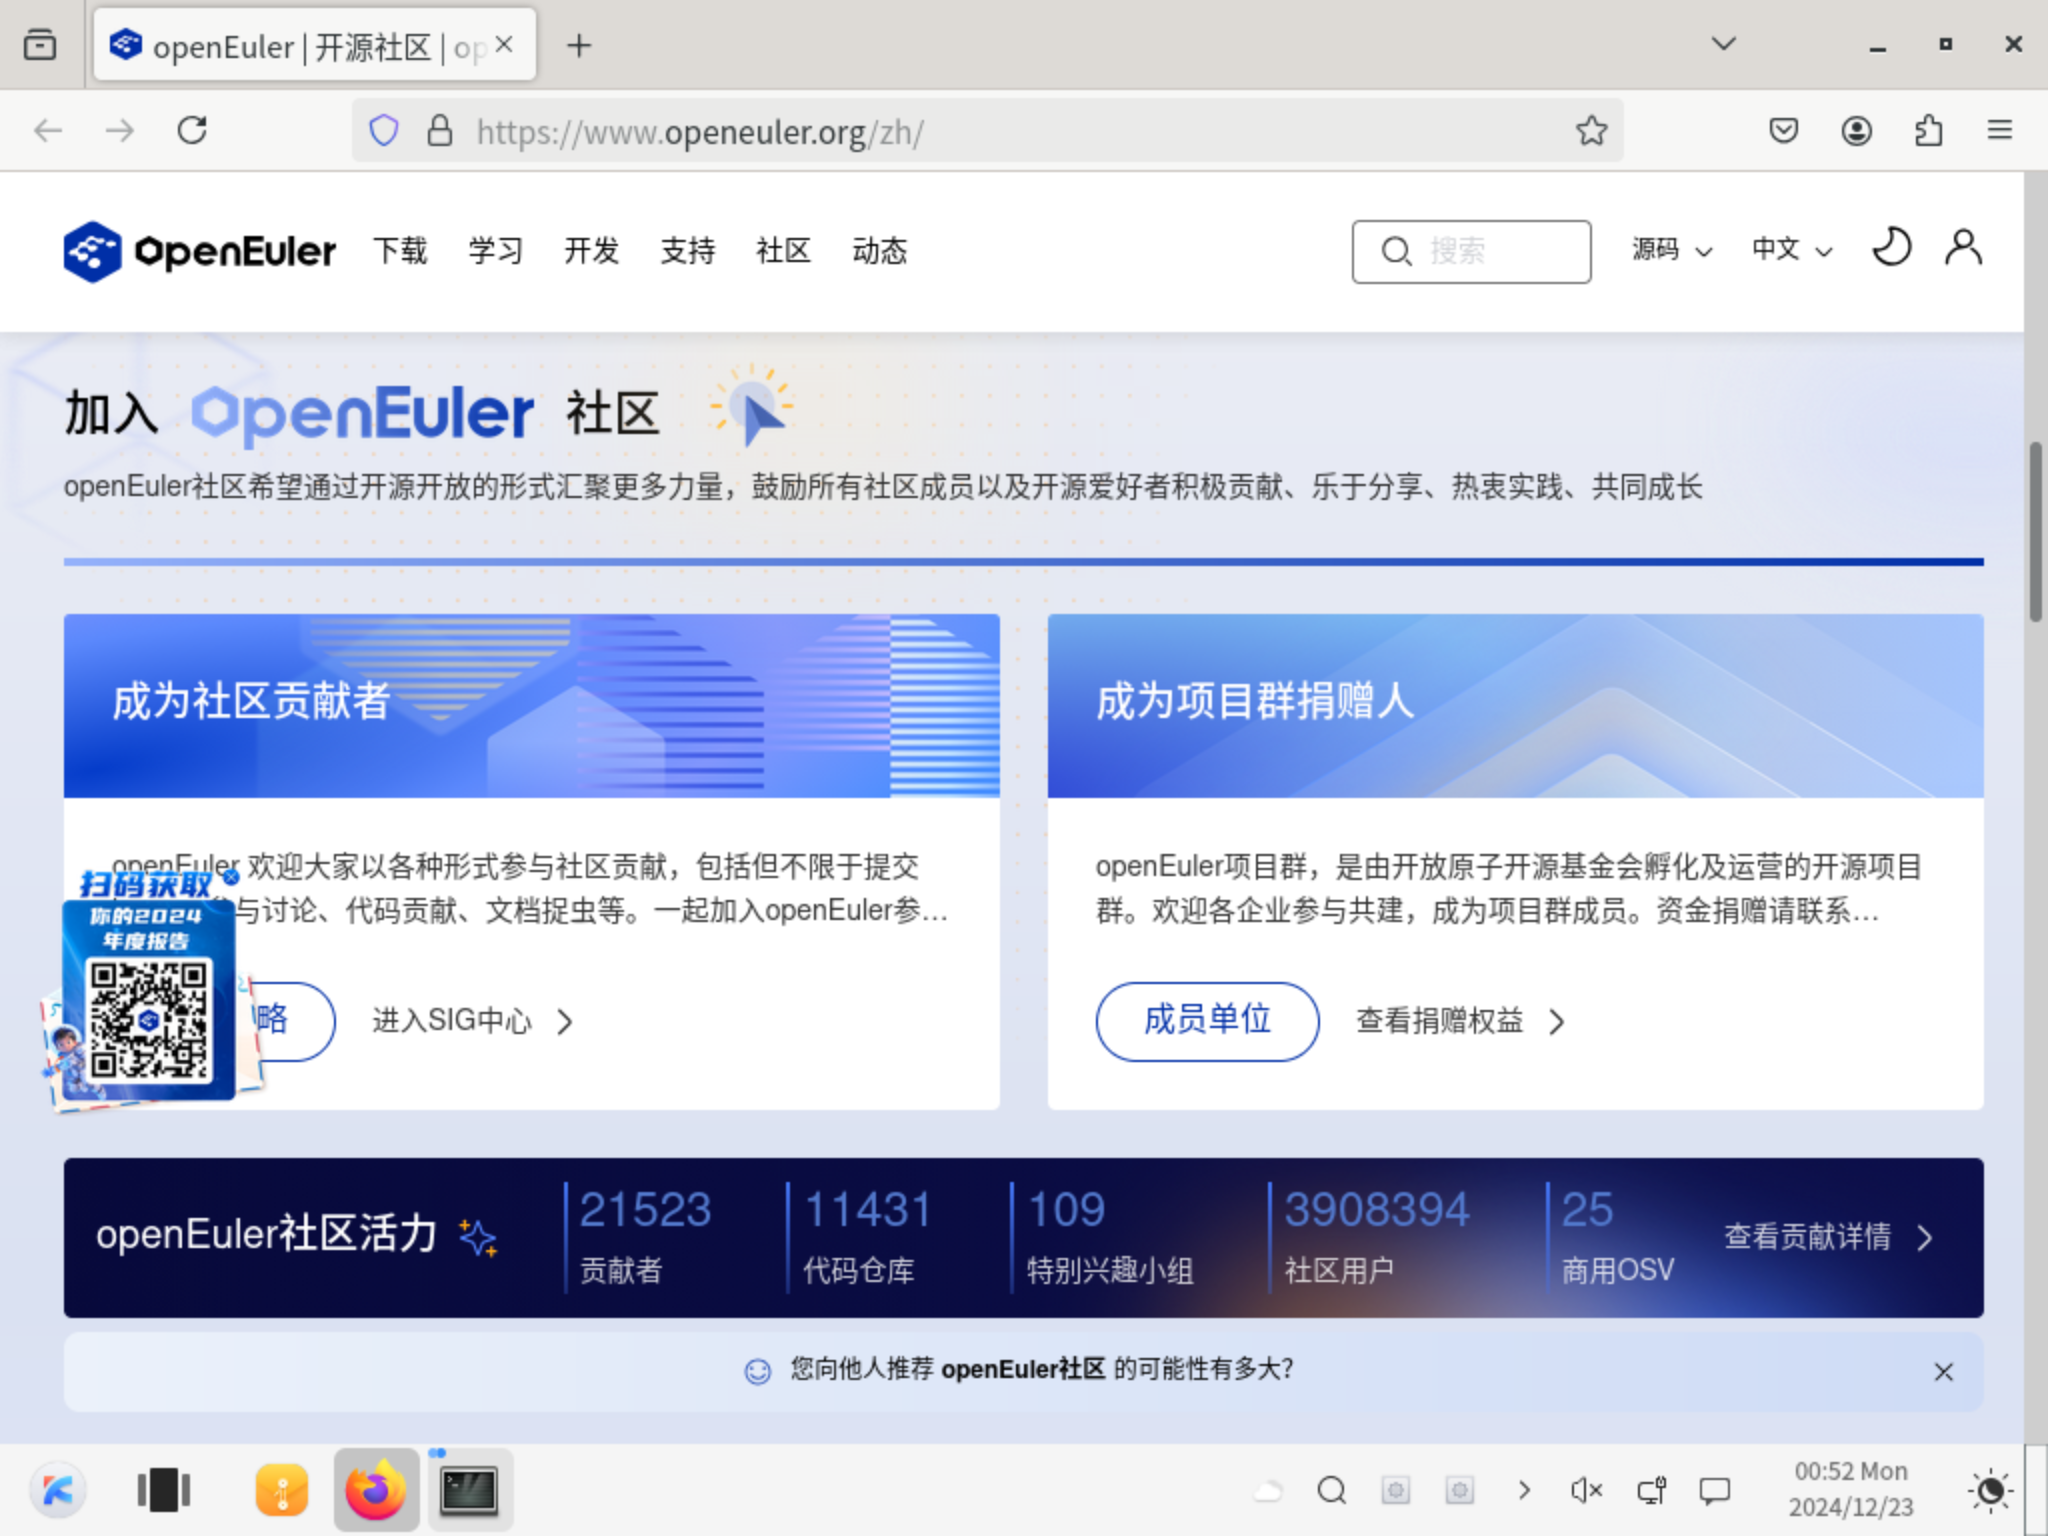 openEuler | 开源社区 | op
https://www.openeuler.org/zh/
OpenEuler 下载 学习 开发 支持 社区 动态 搜索 源码 中文
加入 OpenEuler 社区
openEuler社区希望通过开源开放的形式汇聚更多力量，鼓励所有社区成员以及开源爱好者积极贡献、乐于分享、热衷实践、共同成长
成为社区贡献者
openEuler 欢迎大家以各种形式参与社区贡献，包括但不限于提交
与讨论、代码贡献、文档捉虫等。一起加入openEuler参...
略 进入SIG中心
扫码获取
你的2024
年度报告
成为项目群捐赠人
openEuler项目群，是由开放原子开源基金会孵化及运营的开源项目
群。欢迎各企业参与共建，成为项目群成员。资金捐赠请联系...
成员单位 查看捐赠权益
openEuler社区活力
21523
贡献者
11431
代码仓库
109
特别兴趣小组
3908394
社区用户
25
商用OSV
查看贡献详情
您向他人推荐 openEuler社区 的可能性有多大?
00:52 Mon
2024/12/23